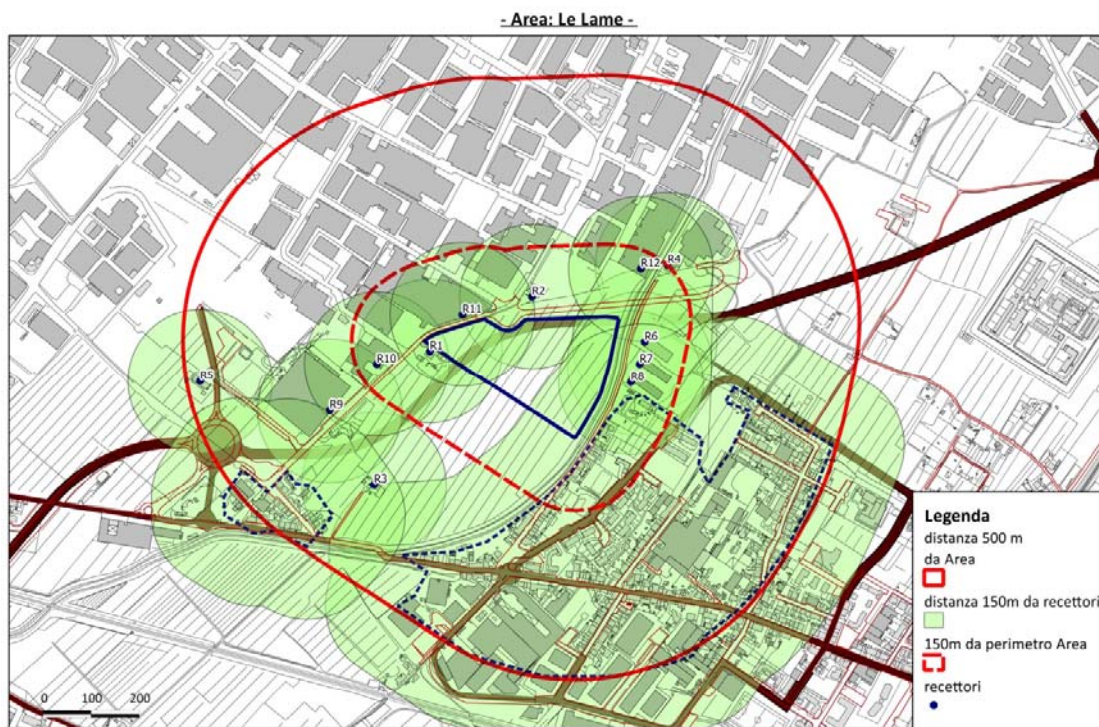 - Area: Le Lame -
R12
R4
R2
R11
R6
R1
R7
R10
R8
R5
R9
R3
Legenda
distanza 500 m
da Area
distanza 150m da recettori
150m da perimetro Area
recettori
0 100 200